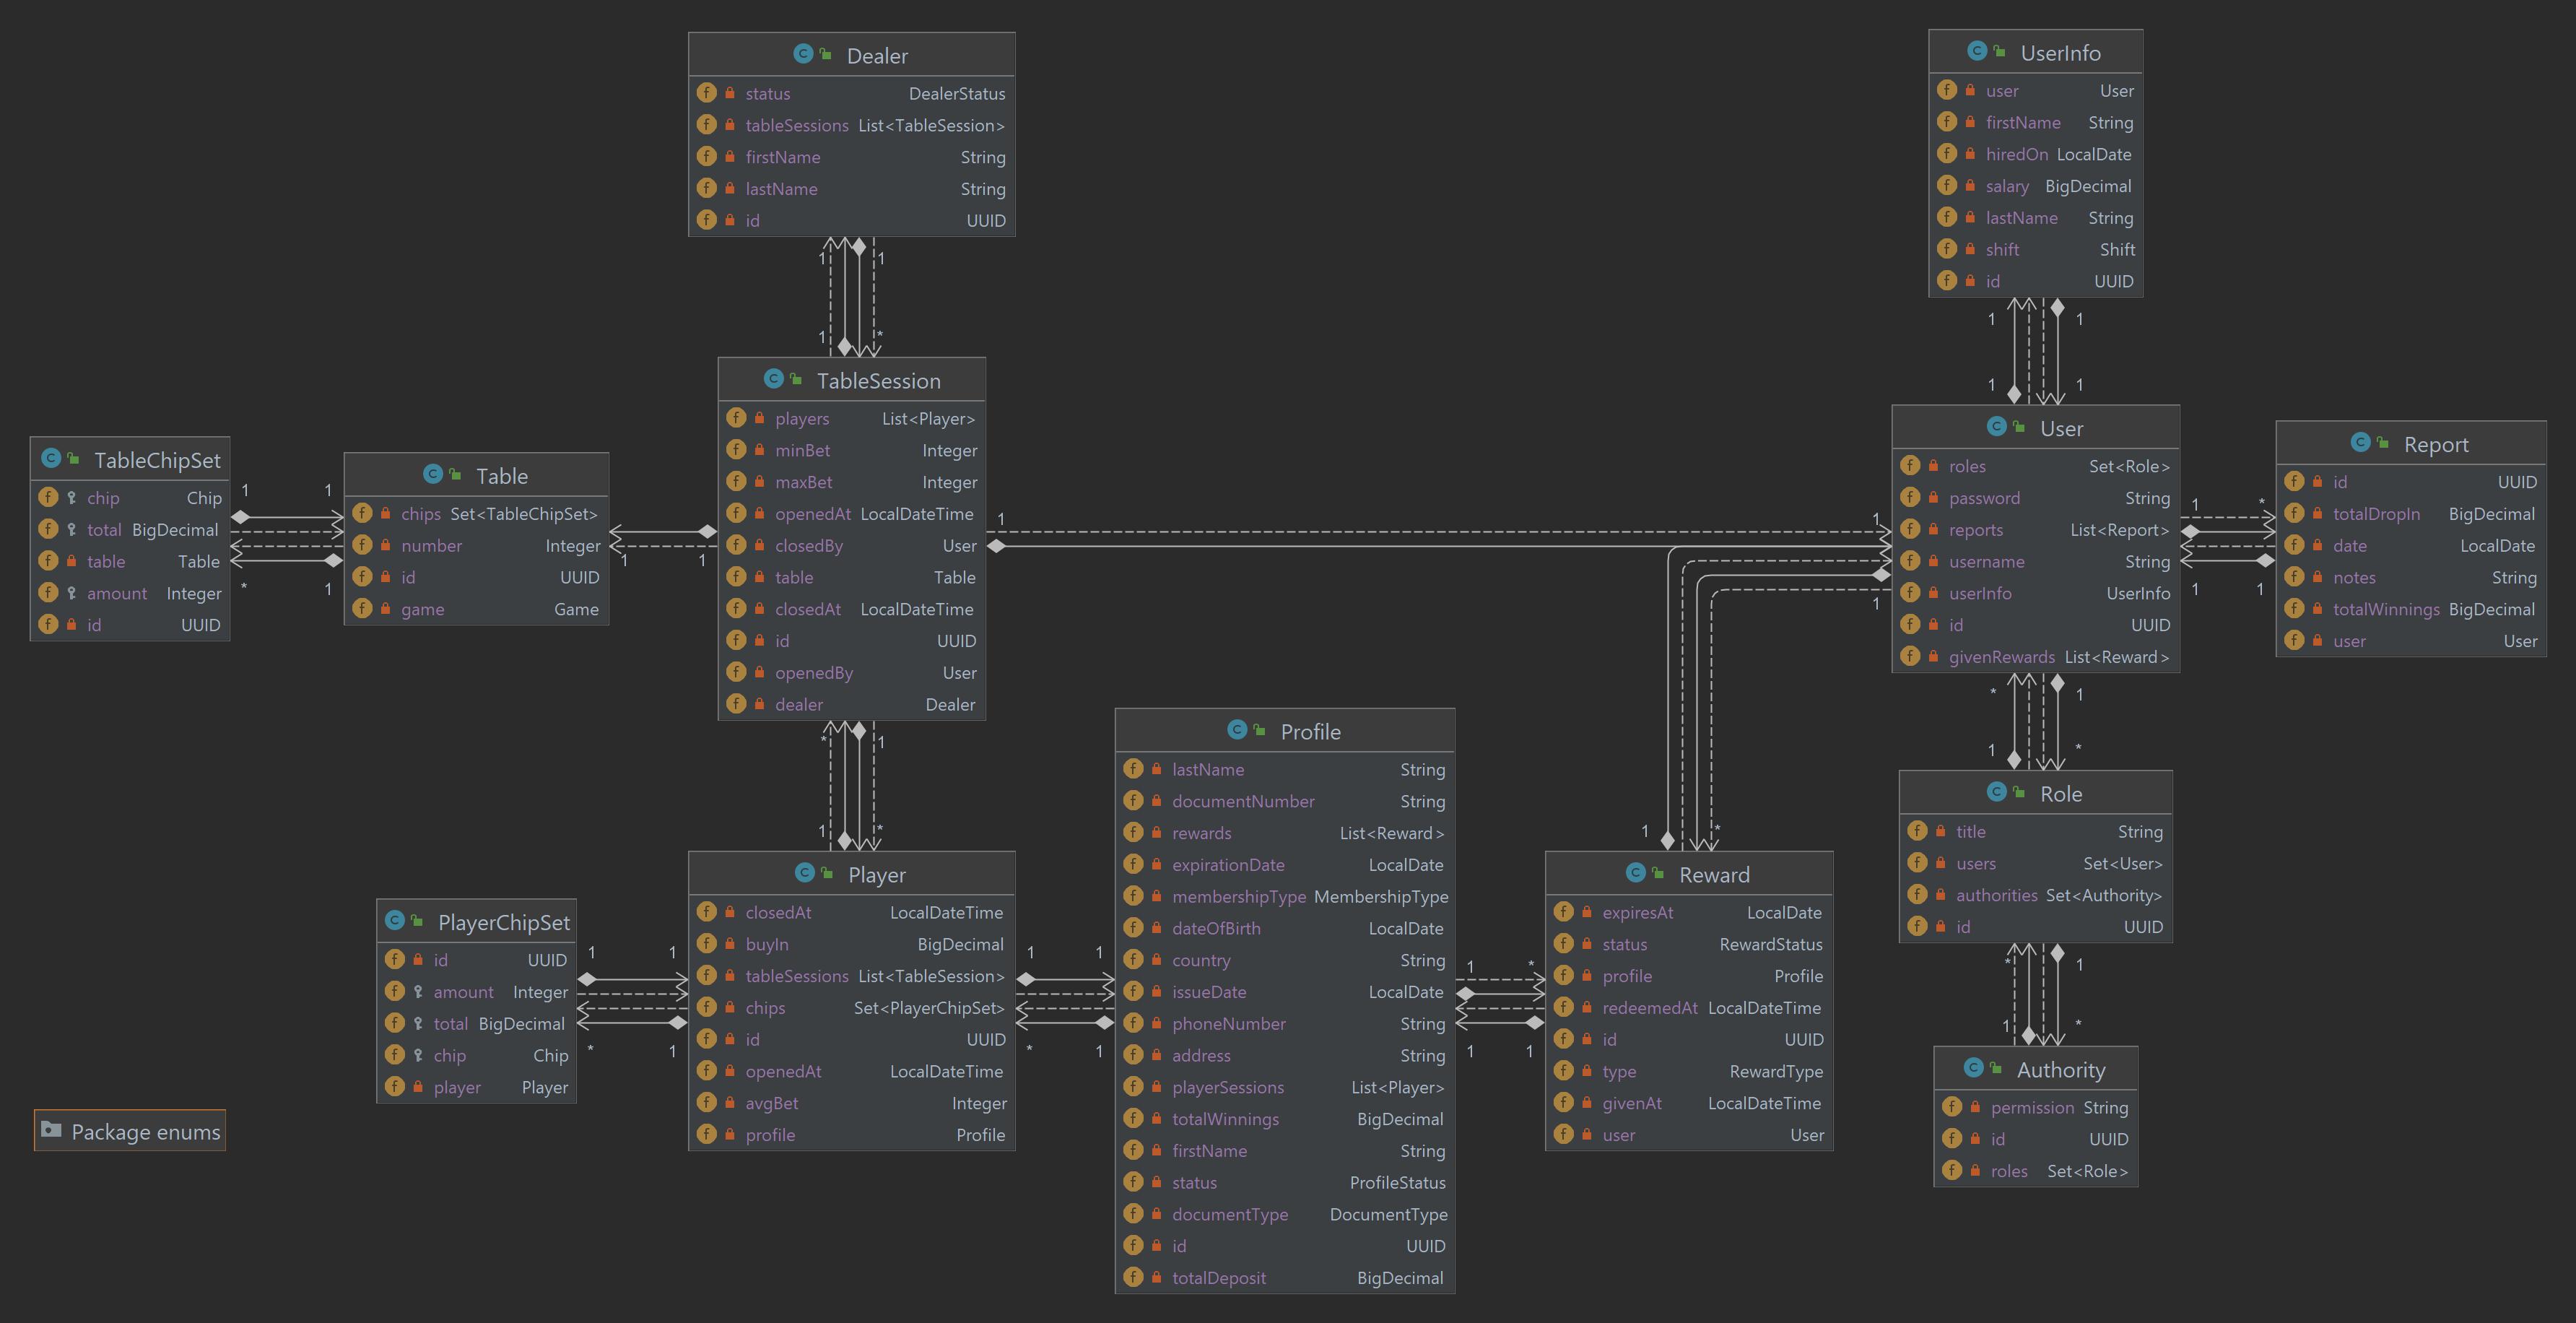 Dealer
status DealerStatus
tableSessions List<TableSession>
firstName String
lastName String
id UUID
1 1
1 *
UserInfo
user User
firstName String
hiredOn LocalDate
salary BigDecimal
lastName String
shift Shift
id UUID
1 1
1 1
TableChipSet
chip Chip
total BigDecimal
table Table
amount Integer
id UUID
1 1
* 1
Table
chips Set<TableChipSet>
number Integer
id UUID
game Game
1 1
TableSession
players List<Player>
minBet Integer
maxBet Integer
openedAt LocalDateTime
closedBy User
table Table
closedAt LocalDateTime
id UUID
openedBy User
dealer Dealer
1 1
* 1
1 *
User
roles Set<Role>
password String
reports List<Report>
username String
userInfo UserInfo
id UUID
givenRewards List<Reward>
1
1 *
1 1
* 1
1 *
Report
id UUID
totalDropIn BigDecimal
date LocalDate
notes String
totalWinnings BigDecimal
user User
PlayerChipSet
id UUID
amount Integer
total BigDecimal
chip Chip
player Player
1 1
* 1
Player
closedAt LocalDateTime
buyIn BigDecimal
tableSessions List<TableSession>
chips Set<PlayerChipSet>
id UUID
openedAt LocalDateTime
avgBet Integer
profile Profile
1 1
* 1
Profile
lastName String
documentNumber String
rewards List<Reward>
expirationDate LocalDate
membershipType MembershipType
dateOfBirth LocalDate
country String
issueDate LocalDate
phoneNumber String
address String
playerSessions List<Player>
totalWinnings BigDecimal
firstName String
status ProfileStatus
documentType DocumentType
id UUID
totalDeposit BigDecimal
1 *
1 1
1 *
Reward
expiresAt LocalDate
status RewardStatus
profile Profile
redeemedAt LocalDateTime
id UUID
type RewardType
givenAt LocalDateTime
user User
Role
title String
users Set<User>
authorities Set<Authority>
id UUID
* 1
1 *
Authority
permission String
id UUID
roles Set<Role>
Package enums